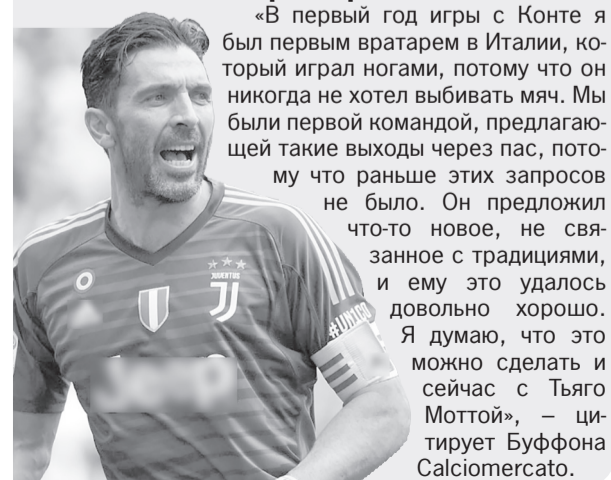 «В первый год игры с Конте я
был первым вратарем в Италии, ко-
торый играл ногами, потому что он
никогда не хотел выбивать мяч. Мы
были первой командой, предлагаю-
щей такие выходы через пас, пото-
му что раньше этих запросов
не было. Он предложил
что-то новое, не свя-
занное с традициями,
и ему это удалось
довольно хорошо.
Я думаю, что это
можно сделать и
сейчас с Тьяго
Моттой», – ци-
тирует Буффона
Calciomercato.
JUVENTUS
#UN1CO